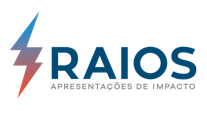 RAIOS
APRESENTAÇÕES DE IMPACTO